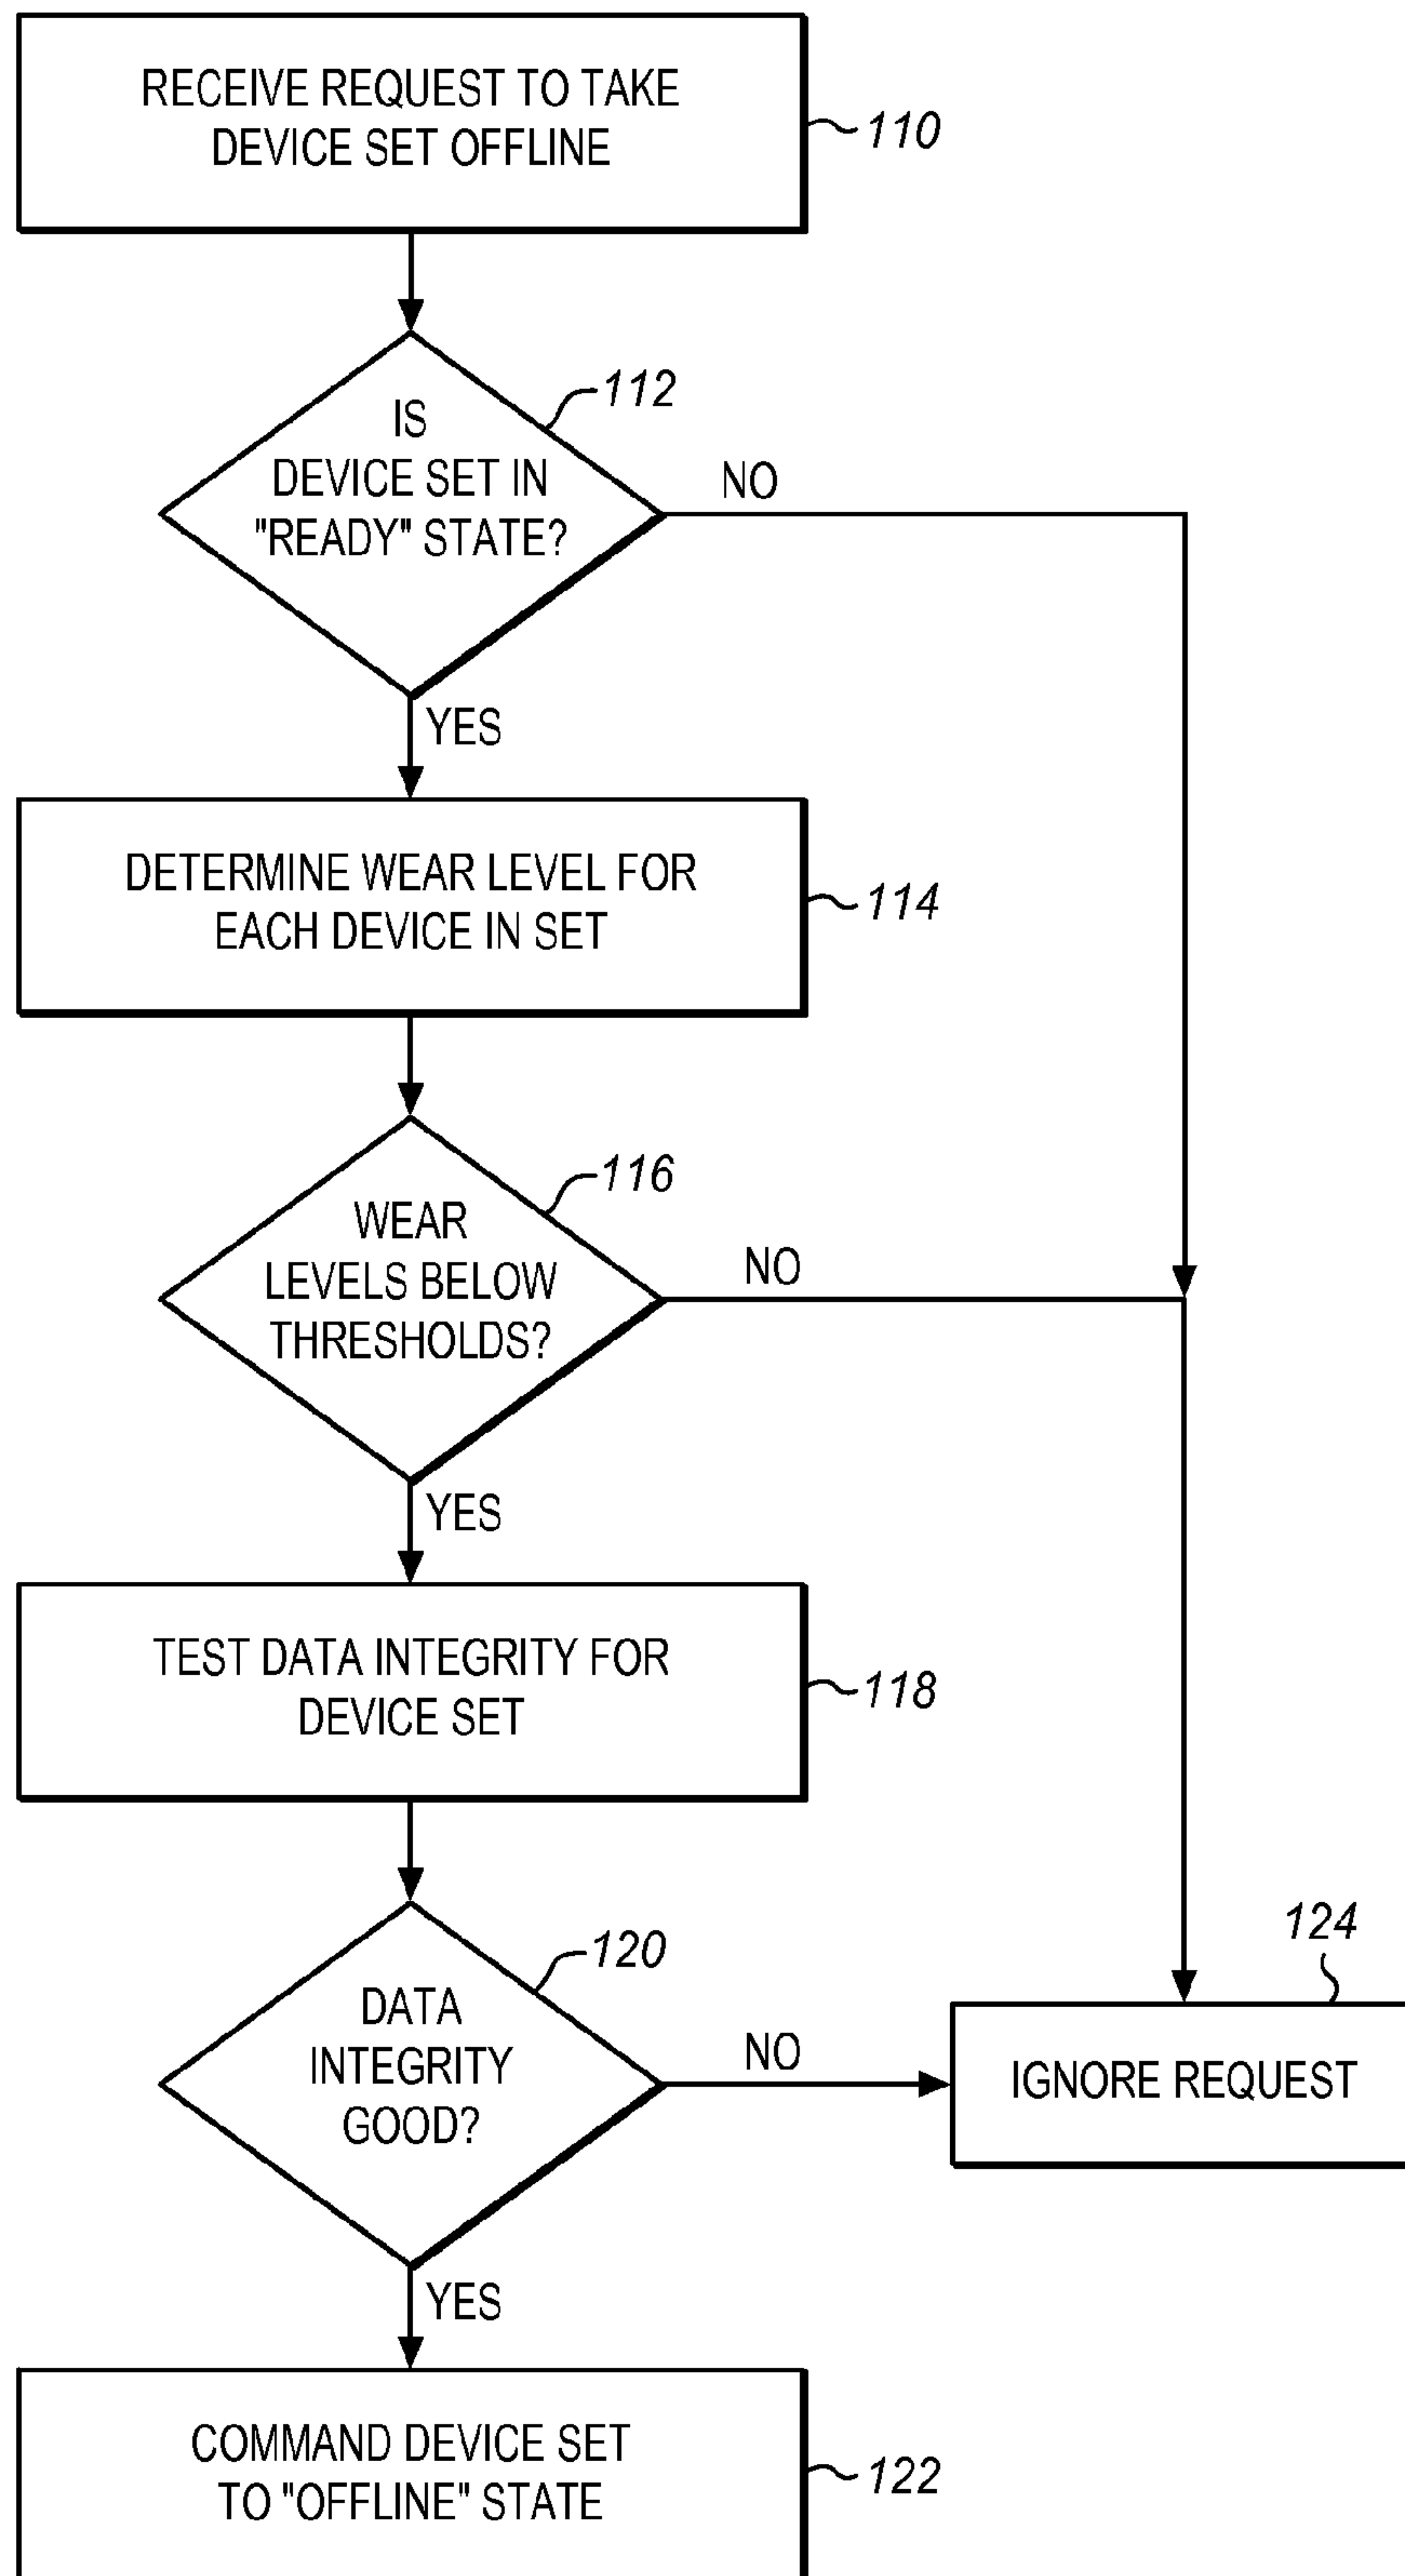 RECEIVE REQUEST TO TAKE
DEVICE SET OFFLINE
110
IS
DEVICE SET IN
"READY" STATE?
112
NO
YES
DETERMINE WEAR LEVEL FOR
EACH DEVICE IN SET
114
WEAR
LEVELS BELOW
THRESHOLDS?
116
NO
YES
TEST DATA INTEGRITY FOR
DEVICE SET
118
DATA
INTEGRITY
GOOD?
120
NO
124
IGNORE REQUEST
YES
COMMAND DEVICE SET
TO "OFFLINE" STATE
122